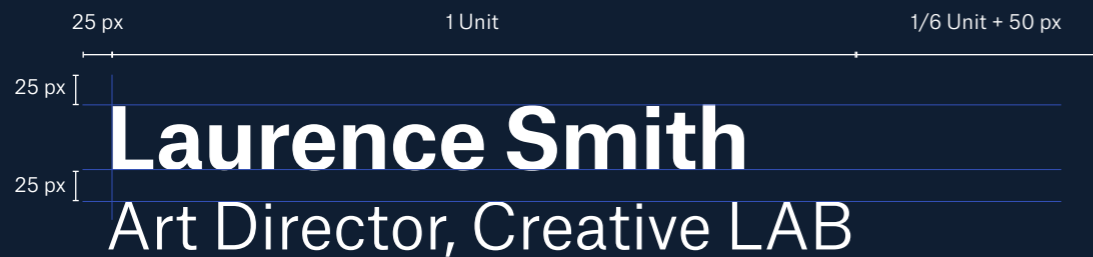 25 px 1 Unit 1/6 Unit + 50 px
25 px
Laurence Smith
25 px
Art Director, Creative LAB